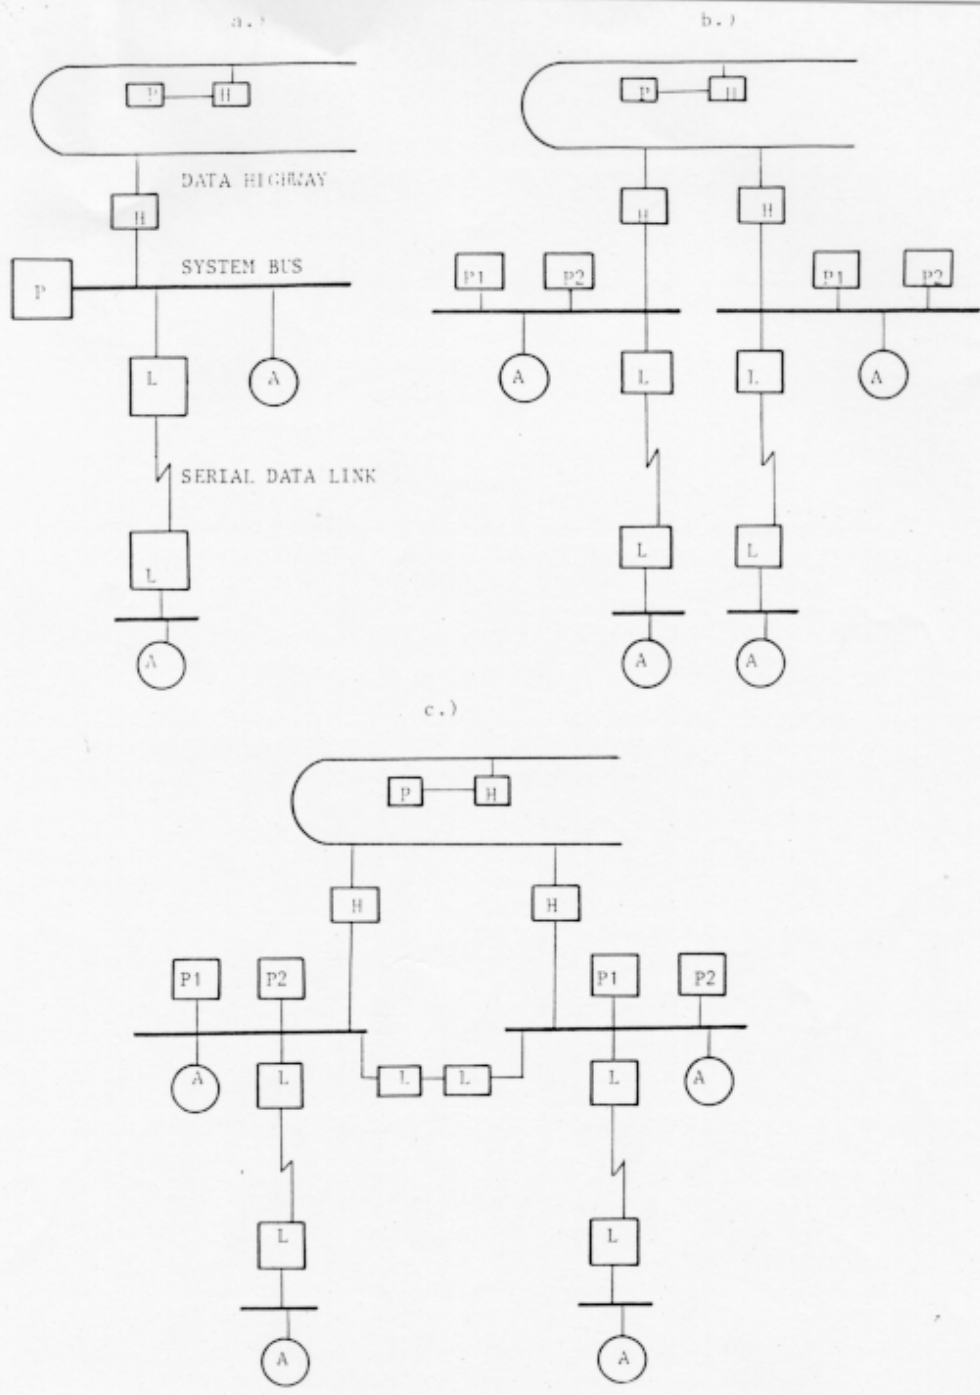 a.)
b.)
P H
P H
DATA HIGHWAY
H
H H
SYSTEM BUS
P
P1 P2
P1 P2
L A
A L
L A
SERIAL DATA LINK
L
L L
A
A A
c.)
P H
H H
P1 P2
P1 P2
A L
L L
L A
L L
A A